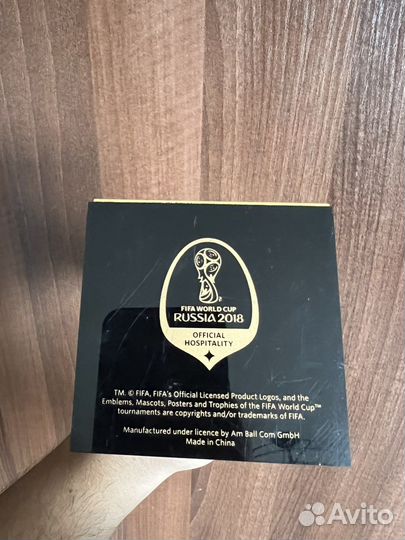 FIFA WORLD CUP
RUSSIA 2018
OFFICIAL
HOSPITALITY
TM. © FIFA, FIFA's Official Licensed Product Logos, and the
Emblems, Mascots, Posters and Trophies of the FIFA World Cup™
tournaments are copyrights and/or trademarks of FIFA.
Manufactured under licence by Am Ball Com GmbH
Made in China
Avito